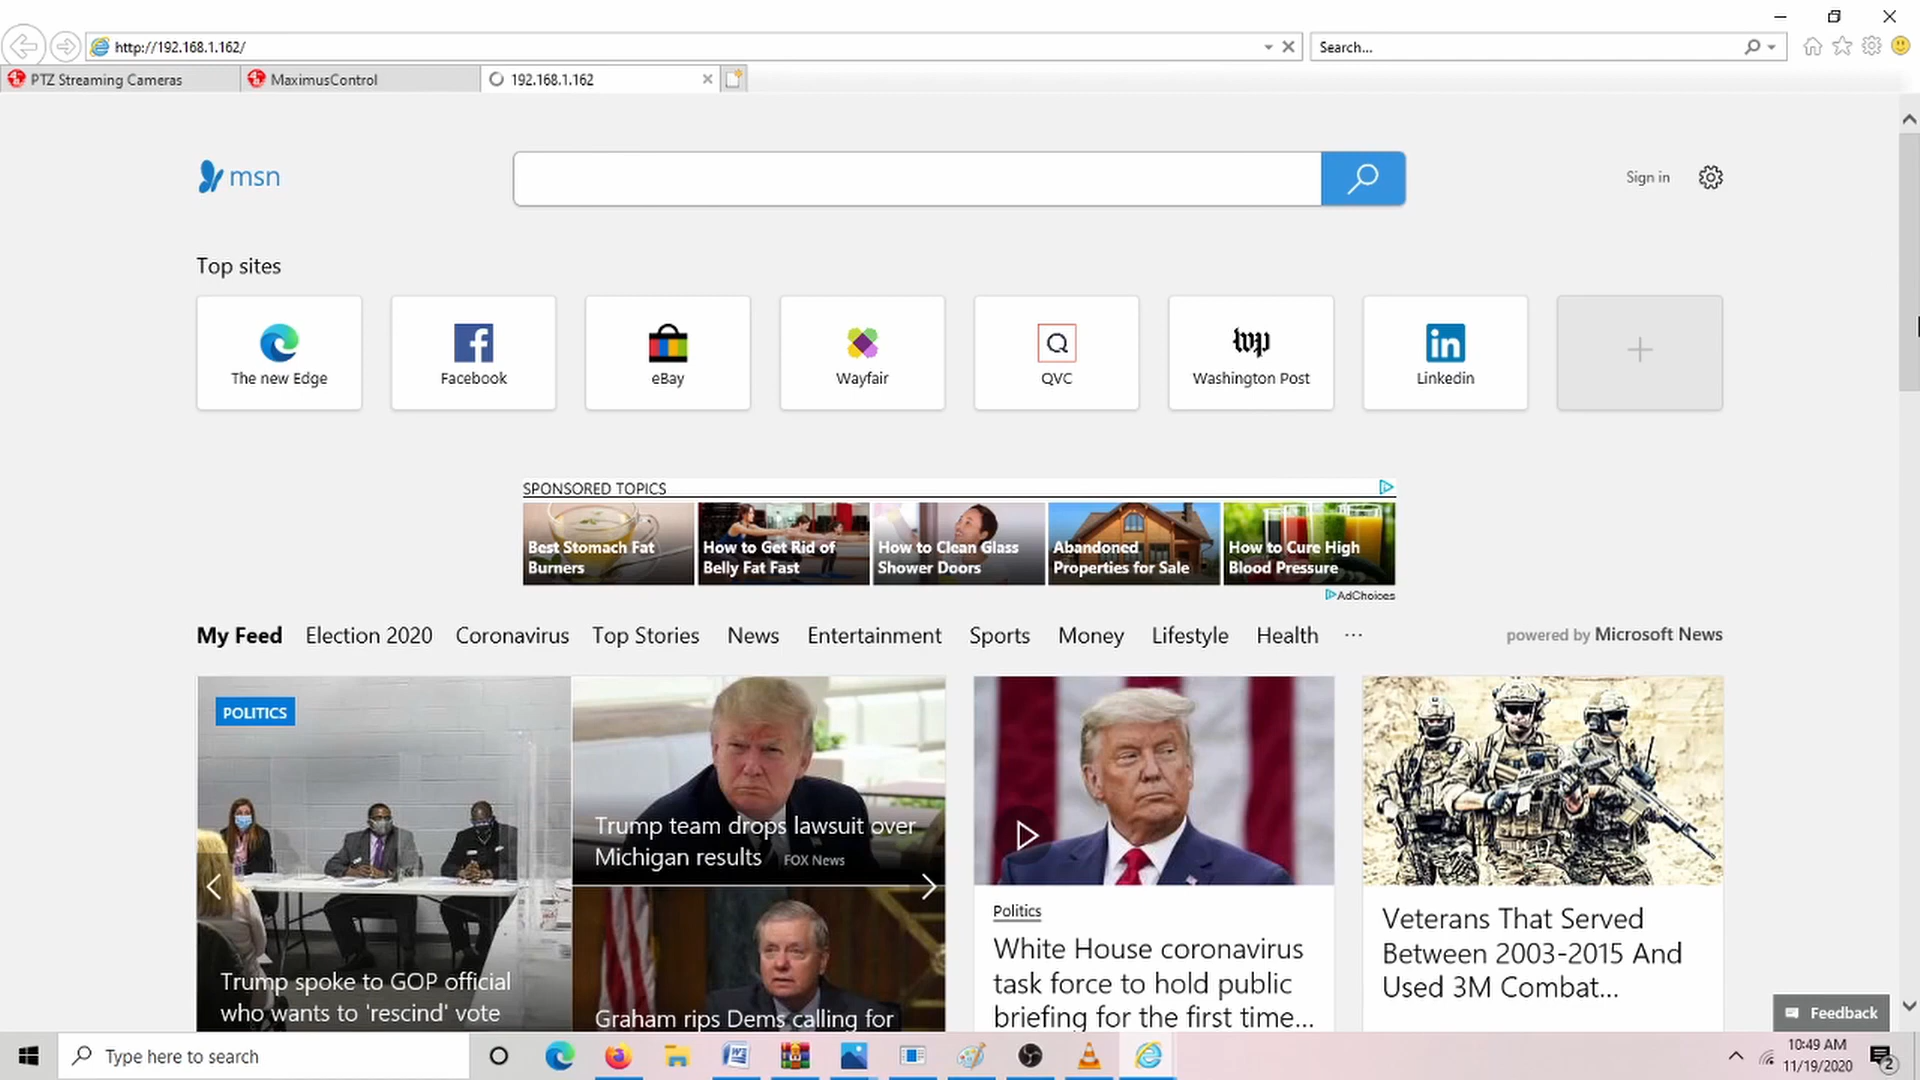 http://192.168.1.162/
Search...
PTZ Streaming Cameras
MaximusControl
192.168.1.162
msn
Sign in
Top sites
The new Edge
Facebook
eBay
Wayfair
QVC
wp
Washington Post
in
Linkedin
SPONSORED TOPICS
Best Stomach Fat
Burners
How to Get Rid of
Belly Fat Fast
How to Clean Glass
Shower Doors
Abandoned
Properties for Sale
How to Cure High
Blood Pressure
AdChoices
My Feed
Election 2020
Coronavirus
Top Stories
News
Entertainment
Sports
Money
Lifestyle
Health
...
powered by Microsoft News
POLITICS
Trump spoke to GOP official
who wants to 'rescind' vote
Trump team drops lawsuit over
Michigan results FOX News
Graham rips Dems calling for
Politics
White House coronavirus
task force to hold public
briefing for the first time...
Veterans That Served
Between 2003-2015 And
Used 3M Combat...
Feedback
Type here to search
10:49 AM
11/19/2020
2